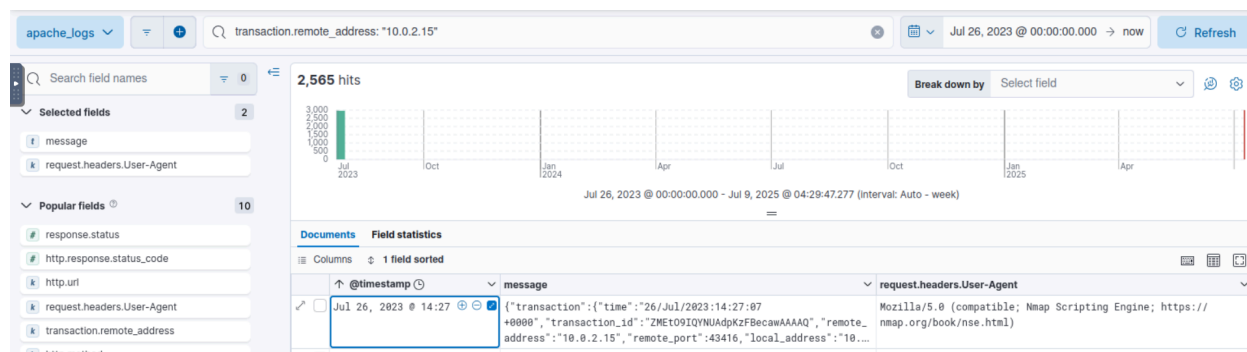 apache_logs
transaction.remote_address: "10.0.2.15"
Jul 26, 2023 @ 00:00:00.000 → now
Refresh
Search field names
0
Selected fields 2
message
request.headers.User-Agent
Popular fields 10
response.status
http.response.status_code
http.url
request.headers.User-Agent
transaction.remote_address
2,565 hits
Break down by Select field
3,000
2,500
2,000
1,500
1,000
500
0
Jul
2023
Oct
Jan
2024
Apr
Jul
Oct
Jan
2025
Apr
Jul 26, 2023 @ 00:00:00.000 - Jul 9, 2025 @ 04:29:47.277 (interval: Auto - week)
Documents Field statistics
Columns 1 field sorted
@timestamp message request.headers.User-Agent
Jul 26, 2023 @ 14:27
{"transaction":{"time":"26/Jul/2023:14:27:07
+0000","transaction_id":"ZMEtO9IQYNUAdpKzFBecawAAAAQ","remote_
address":"10.0.2.15","remote_port":43416,"local_address":"10....
Mozilla/5.0 (compatible; Nmap Scripting Engine; https://
nmap.org/book/nse.html)